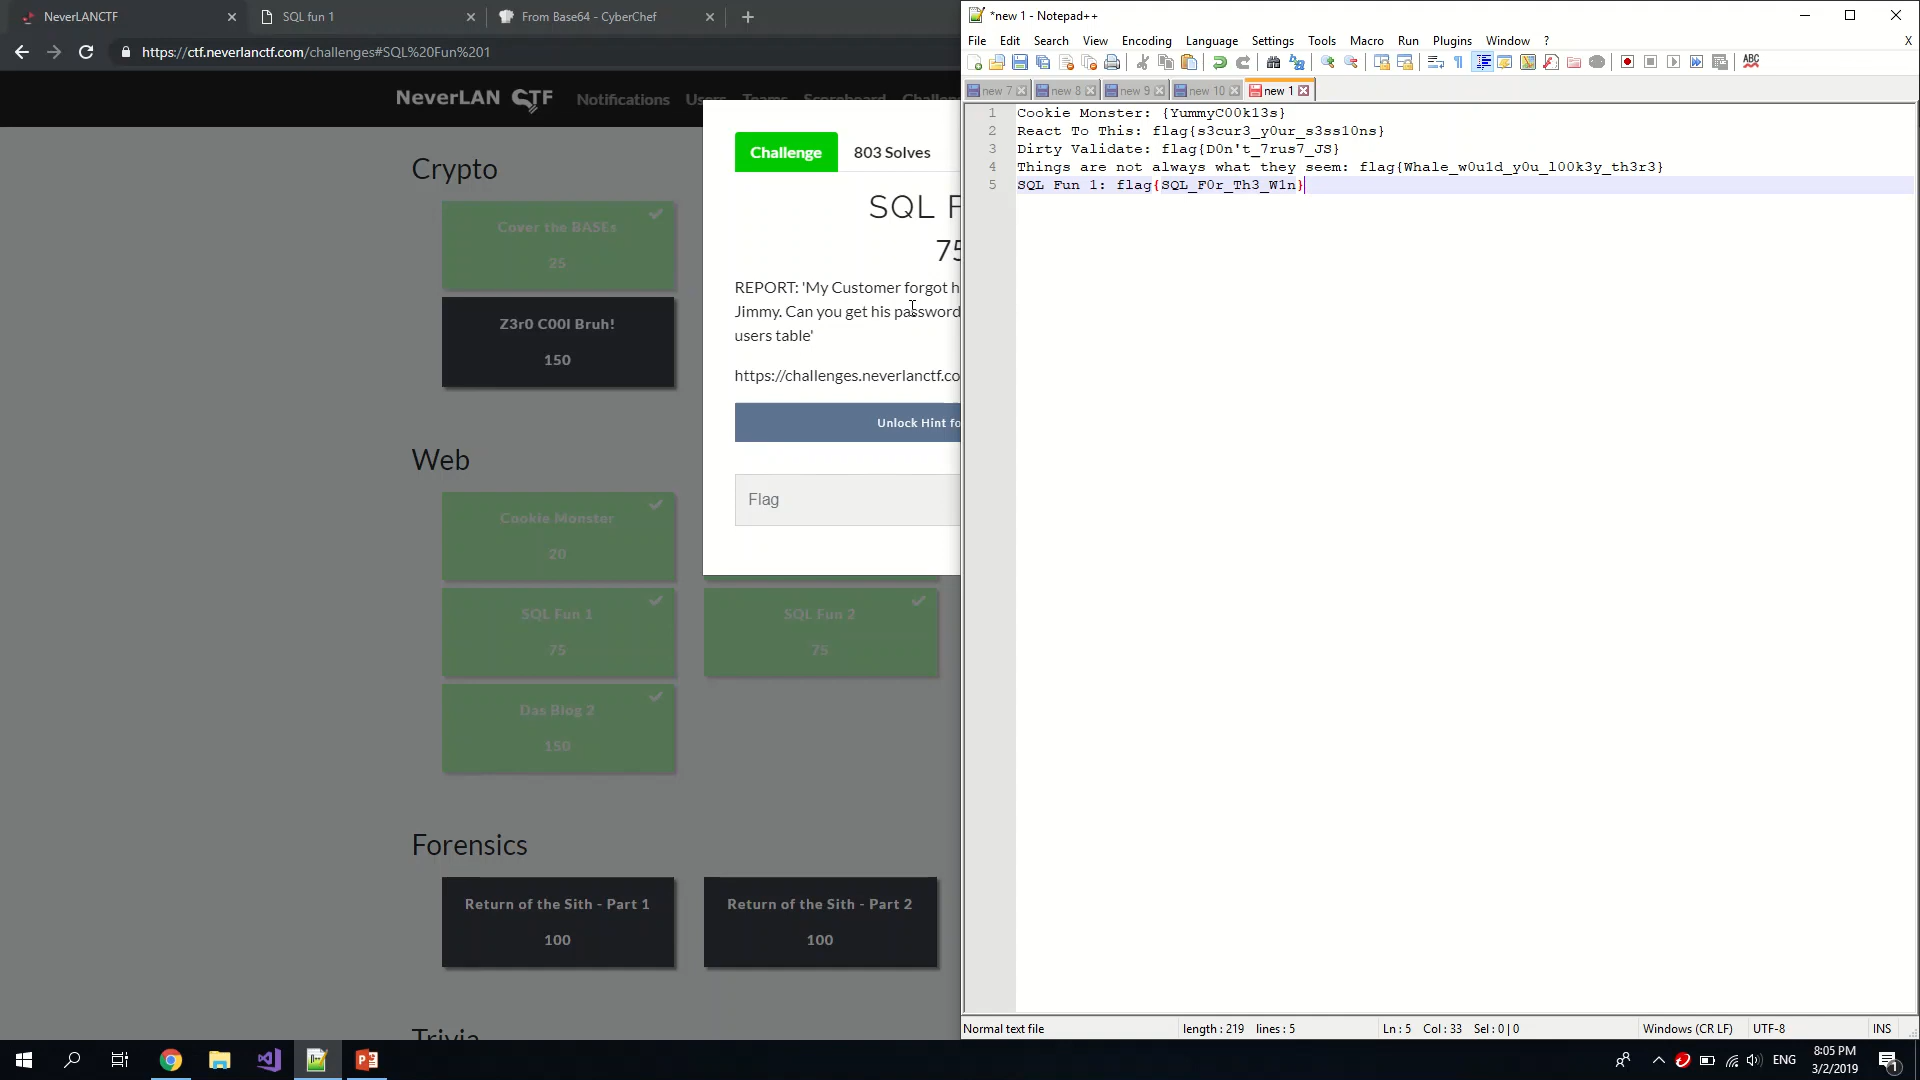 NeverLANCTF
SQL fun 1
From Base64 - CyberChef
https://ctf.neverlanctf.com/challenges#SQL%20Fun%201
NeverLAN CTF
Notifications
Challenge
803 Solves
SQL F
75
REPORT: 'My Customer forgot h
Jimmy. Can you get his password
users table'
https://challenges.neverlanctf.co
Unlock Hint fo
Flag
Crypto
Cover the BASEs
25
Z3r0 C00l Bruh!
150
Web
Cookie Monster
20
SQL Fun 1
75
SQL Fun 2
75
Das Blog 2
150
Forensics
Return of the Sith - Part 1
100
Return of the Sith - Part 2
100
Trivia
*new 1 - Notepad++
File Edit Search View Encoding Language Settings Tools Macro Run Plugins Window ? X
new 7 new 8 new 9 new 10 new 1
1 Cookie Monster: {YummyC00k13s}
2 React To This: flag{s3cur3_y0ur_s3ss10ns}
3 Dirty Validate: flag{D0n't_7rus7_JS}
4 Things are not always what they seem: flag{Whale_w0u1d_y0u_l00k3y_th3r3}
5 SQL Fun 1: flag{SQL_F0r_Th3_W1n}
Normal text file length : 219 lines : 5 Ln : 5 Col : 33 Sel : 0 | 0 Windows (CR LF) UTF-8 INS
ENG
8:05 PM
3/2/2019